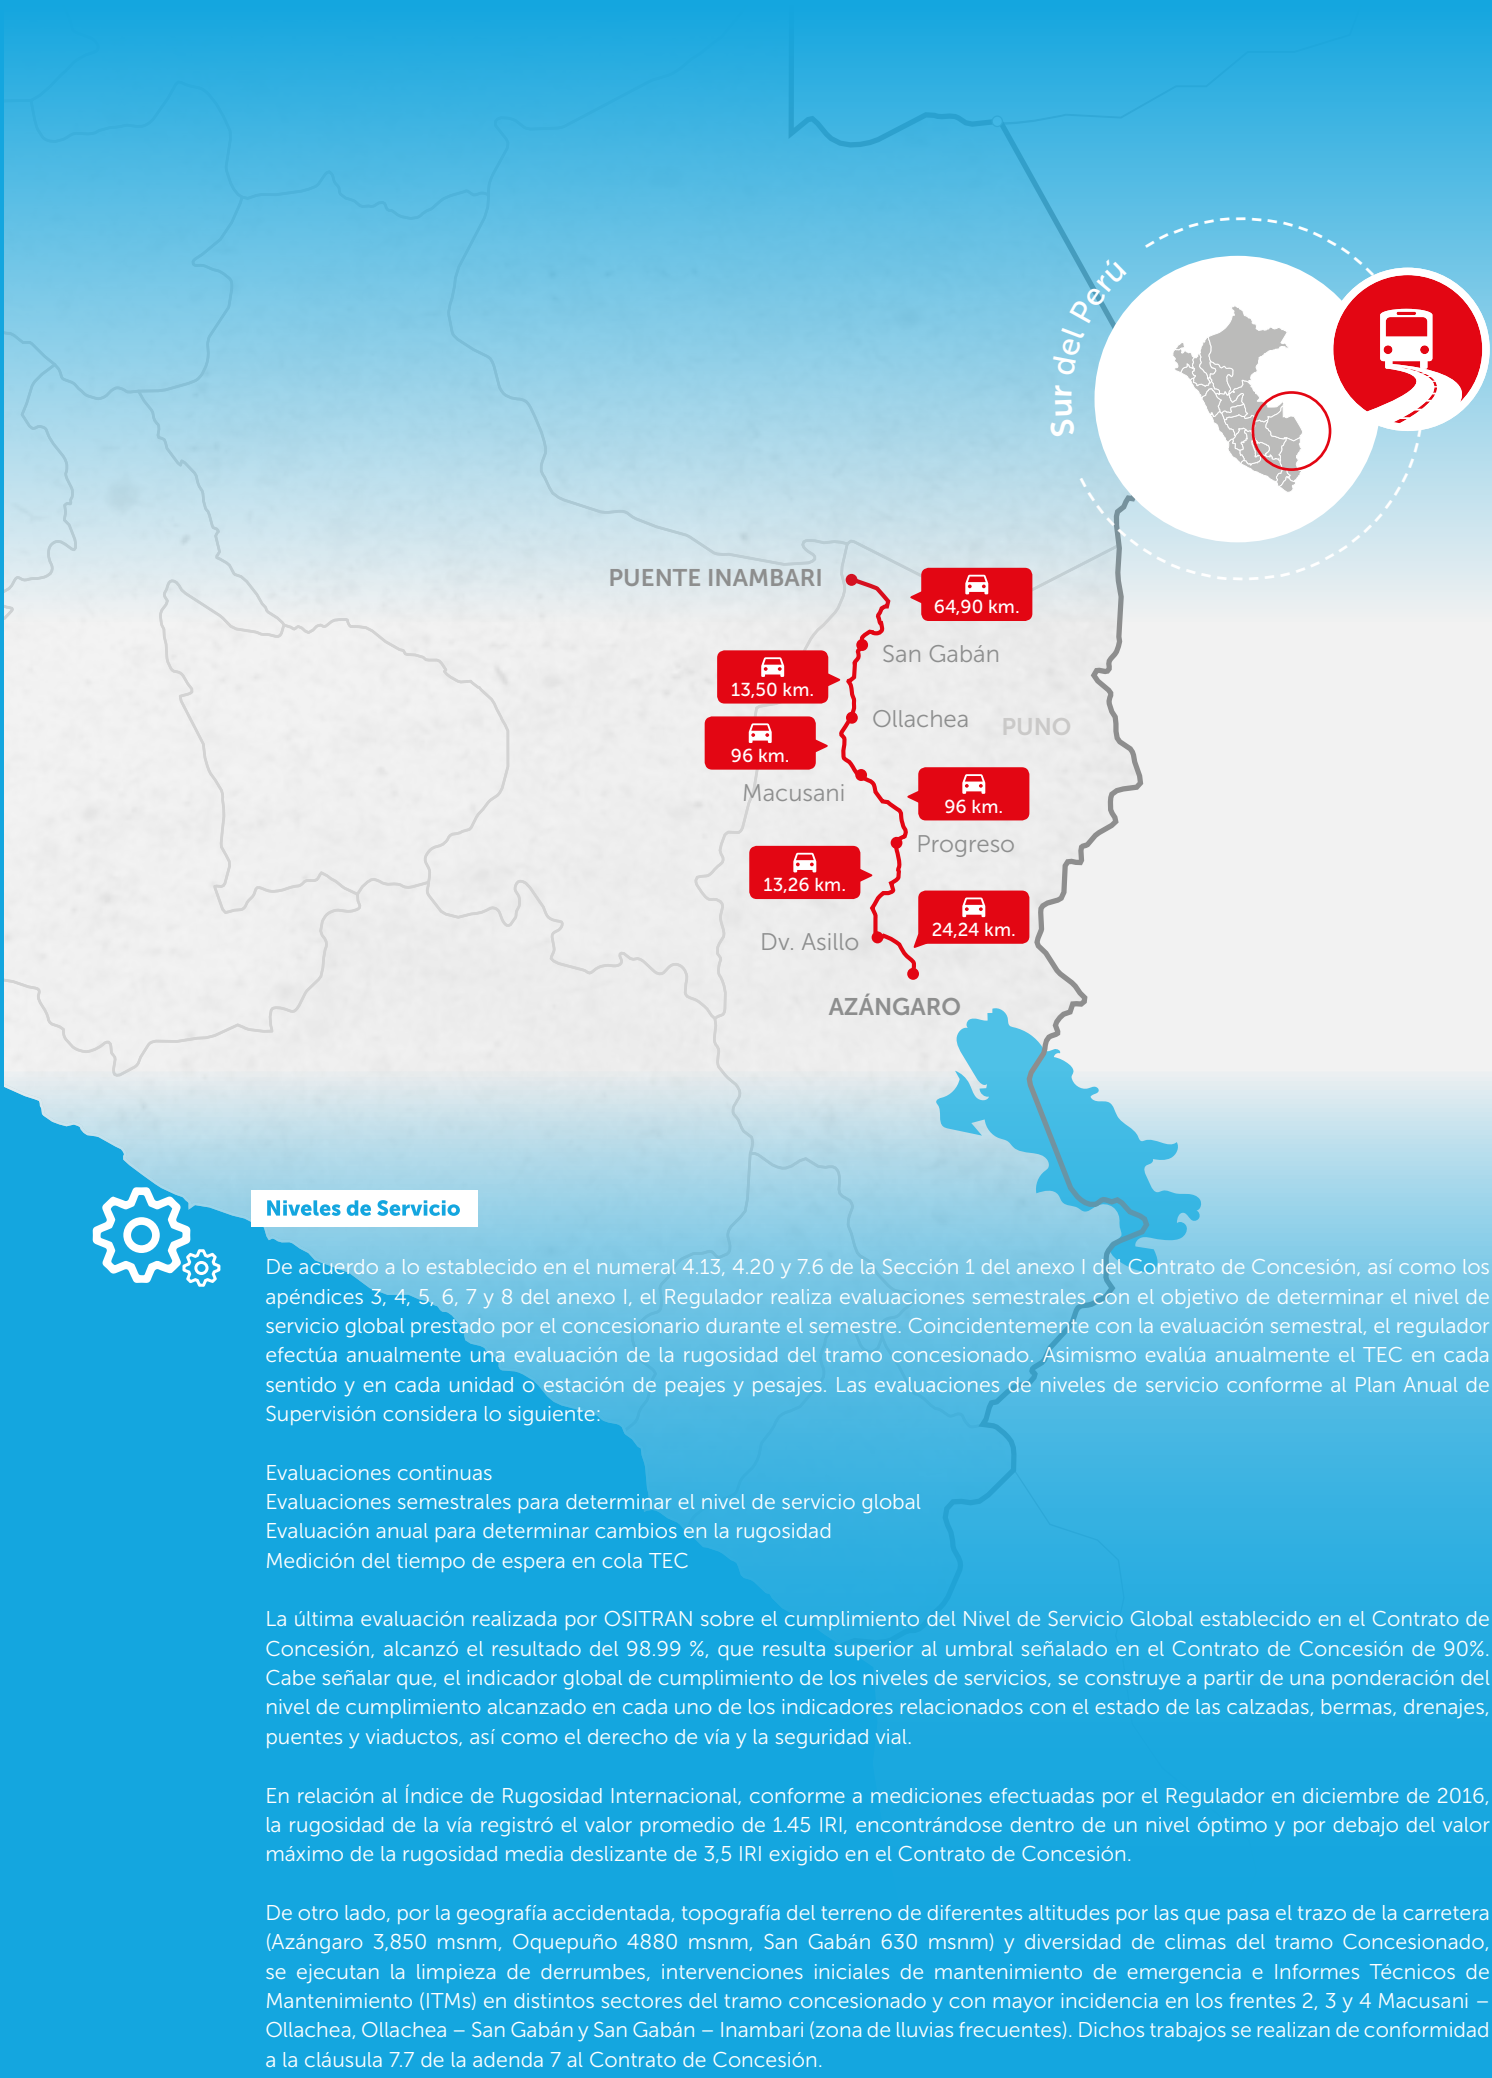 Sur del Perú
PUENTE INAMBARI
64,90 km.
San Gabán
13,50 km.
Ollachea
PUNO
96 km.
Macusani
96 km.
Progreso
13,26 km.
24,24 km.
Dv. Asillo
AZÁNGARO
Niveles de Servicio
De acuerdo a lo establecido en el numeral 4.13, 4.20 y 7.6 de la Sección 1 del anexo I del Contrato de Concesión, así como los
apéndices 3, 4, 5, 6, 7 y 8 del anexo I, el Regulador realiza evaluaciones semestrales con el objetivo de determinar el nivel de
servicio global prestado por el concesionario durante el semestre. Coincidentemente con la evaluación semestral, el regulador
efectúa anualmente una evaluación de la rugosidad del tramo concesionado. Asimismo evalúa anualmente el TEC en cada
sentido y en cada unidad o estación de peajes y pesajes. Las evaluaciones de niveles de servicio conforme al Plan Anual de
Supervisión considera lo siguiente:
Evaluaciones continuas
Evaluaciones semestrales para determinar el nivel de servicio global
Evaluación anual para determinar cambios en la rugosidad
Medición del tiempo de espera en cola TEC
La última evaluación realizada por OSITRAN sobre el cumplimiento del Nivel de Servicio Global establecido en el Contrato de
Concesión, alcanzó el resultado del 98.99 %, que resulta superior al umbral señalado en el Contrato de Concesión de 90%.
Cabe señalar que, el indicador global de cumplimiento de los niveles de servicios, se construye a partir de una ponderación del
nivel de cumplimiento alcanzado en cada uno de los indicadores relacionados con el estado de las calzadas, bermas, drenajes,
puentes y viaductos, así como el derecho de vía y la seguridad vial.
En relación al Índice de Rugosidad Internacional, conforme a mediciones efectuadas por el Regulador en diciembre de 2016,
la rugosidad de la vía registró el valor promedio de 1.45 IRI, encontrándose dentro de un nivel óptimo y por debajo del valor
máximo de la rugosidad media deslizante de 3,5 IRI exigido en el Contrato de Concesión.
De otro lado, por la geografía accidentada, topografía del terreno de diferentes altitudes por las que pasa el trazo de la carretera
(Azángaro 3,850 msnm, Oquepuño 4880 msnm, San Gabán 630 msnm) y diversidad de climas del tramo Concesionado,
se ejecutan la limpieza de derrumbes, intervenciones iniciales de mantenimiento de emergencia e Informes Técnicos de
Mantenimiento (ITMs) en distintos sectores del tramo concesionado y con mayor incidencia en los frentes 2, 3 y 4 Macusani –
Ollachea, Ollachea – San Gabán y San Gabán – Inambari (zona de lluvias frecuentes). Dichos trabajos se realizan de conformidad
a la cláusula 7.7 de la adenda 7 al Contrato de Concesión.